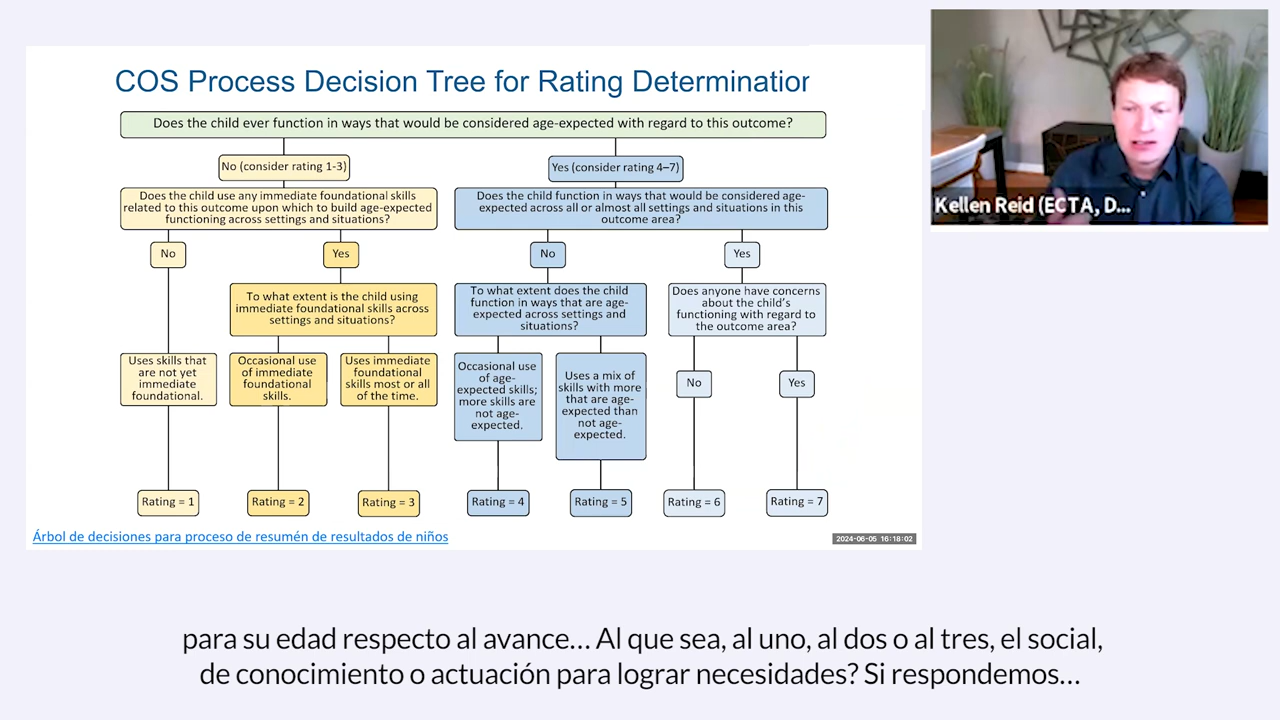 COS Process Decision Tree for Rating Determination
Does the child ever function in ways that would be considered age-expected with regard to this outcome?
No (consider rating 1-3)
Yes (consider rating 4–7)
Does the child use any immediate foundational skills
related to this outcome upon which to build age-expected
functioning across settings and situations?
Does the child function in ways that would be considered age-
expected across all or almost all settings and situations in this
outcome area?
No
Yes
No
Yes
To what extent is the child using
immediate foundational skills across
settings and situations?
To what extent does the child
function in ways that are age-
expected across settings and
situations?
Does anyone have concerns
about the child's
functioning with regard to
the outcome area?
Uses skills that
are not yet
immediate
foundational.
Occasional use
of immediate
foundational
skills.
Uses immediate
foundational
skills most or all
of the time.
Occasional use
of age-
expected skills;
more skills are
not age-
expected.
Uses a mix of
skills with more
that are age-
expected than
not age-
expected.
No
Yes
Rating = 1
Rating = 2
Rating = 3
Rating = 4
Rating = 5
Rating = 6
Rating = 7
Árbol de decisiones para proceso de resumén de resultados de niños
2024-06-05 16:18:02
Kellen Reid (ECTA, D...
para su edad respecto al avance... Al que sea, al uno, al dos o al tres, el social,
de conocimiento o actuación para lograr necesidades? Si respondemos...